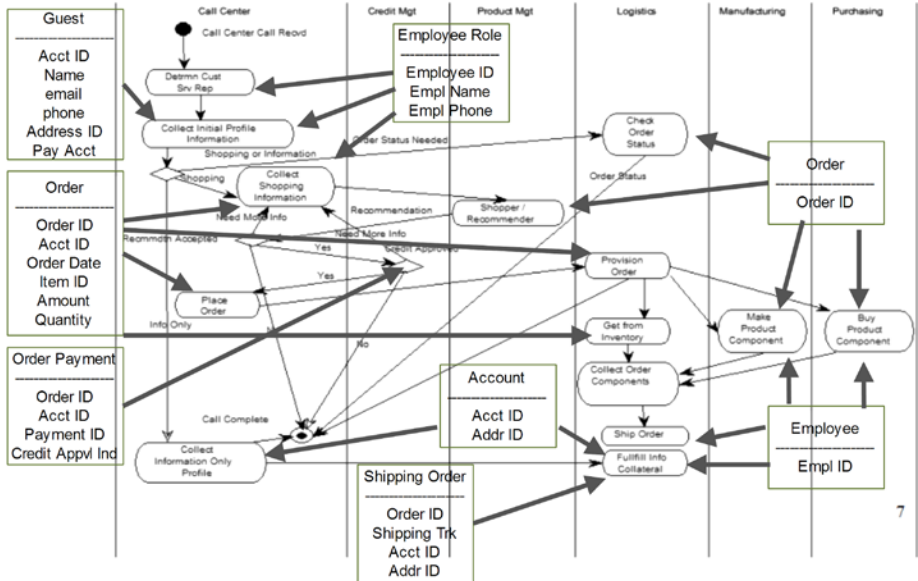 Call Center
Credit Mgt
Product Mgt
Logistics
Manufacturing
Purchasing
Guest
--------------------
Acct ID
Name
email
phone
Address ID
Pay Acct
Call Center Call Recvd
Employee Role
--------------------
Employee ID
Empl Name
Empl Phone
Detrmn Cust
Srv Rep
Collect Initial Profile
Information
Order Status Needed
Check
Order
Status
Shopping or Information
Shopping
Collect
Shopping
Information
Order Status
Order
--------------------
Order ID
Order
--------------------
Order ID
Acct ID
Order Date
Item ID
Amount
Quantity
Need More Info
Recommendation
Shopper /
Recommender
Need More Info
Recmmdtn Accepted
Yes
Credit Approved
Yes
Provision
Order
Place
Order
Info Only
No
Get from
Inventory
Make
Product
Component
Buy
Product
Component
Order Payment
--------------------
Order ID
Acct ID
Payment ID
Credit Appvl Ind
Collect Order
Components
Account
--------------------
Acct ID
Addr ID
Call Complete
Collect
Information Only
Profile
Ship Order
Fullfill Info
Collateral
Employee
--------------------
Empl ID
Shipping Order
--------------------
Order ID
Shipping Trk
Acct ID
Addr ID
7